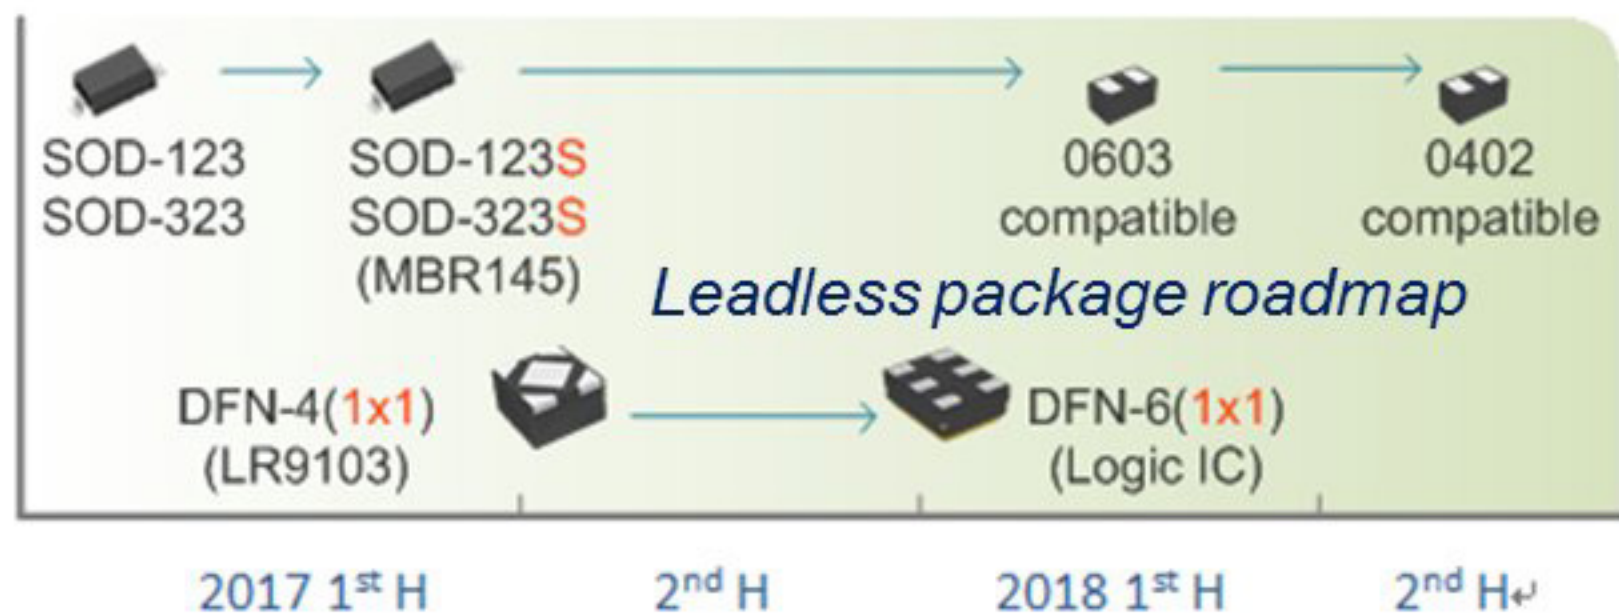 SOD-123
SOD-323
SOD-123S
SOD-323S
(MBR145)
0603
compatible
0402
compatible
Leadless package roadmap
DFN-4(1x1)
(LR9103)
DFN-6(1x1)
(Logic IC)
2017 1st H
2nd H
2018 1st H
2nd H↵